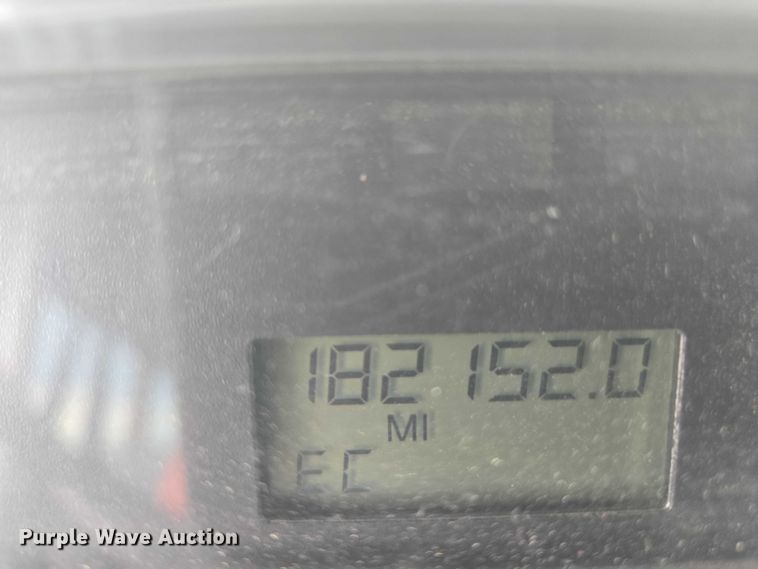 182 152.0
MI
EC
Purple Wave Auction